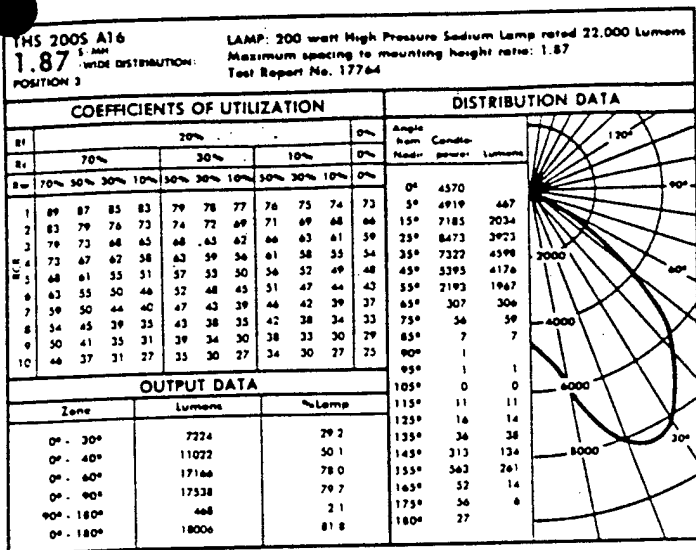 THS 200S A16
1.87 S-MH WIDE DISTRIBUTION
POSITION 3
LAMP: 200 watt High Pressure Sodium Lamp rated 22,000 Lumens
Maximum spacing to mounting height ratio: 1.87
Test Report No. 17764
COEFFICIENTS OF UTILIZATION
Rf 20% 0%
Rc 70% 30% 10% 0%
Rw 70% 50% 30% 10% 50% 30% 10% 50% 30% 10% 0%
RCR
1 89 87 85 83 79 78 77 76 75 74 73
2 83 79 76 73 74 72 69 71 69 68 66
3 79 73 68 65 68 65 62 66 63 61 59
4 73 67 62 58 63 59 56 61 58 55 54
5 68 61 55 51 57 53 50 56 52 49 48
6 63 55 50 46 52 48 45 51 47 44 43
7 59 50 44 40 47 43 39 46 42 39 37
8 54 45 39 35 43 38 35 42 38 34 33
9 50 41 35 31 39 34 30 38 33 30 29
10 46 37 31 27 35 30 27 34 30 27 25
OUTPUT DATA
Zone Lumens % Lamp
0° - 30° 7224 29.2
0° - 40° 11022 50.1
0° - 60° 17166 78.0
0° - 90° 17538 79.7
90° - 180° 468 2.1
0° - 180° 18006 81.8
DISTRIBUTION DATA
Angle from Nadir Candle-power Lumens
0° 4570
5° 4919 467
15° 7185 2034
25° 8473 3923
35° 7322 4598
45° 5395 4176
55° 2193 1967
65° 307 306
75° 56 59
85° 7 7
90° 1
95° 1 1
105° 0 0
115° 11 11
125° 16 14
135° 36 38
145° 313 134
155° 563 261
165° 52 14
175° 56 6
180° 27
120°
90°
60°
30°
2000
4000
6000
8000